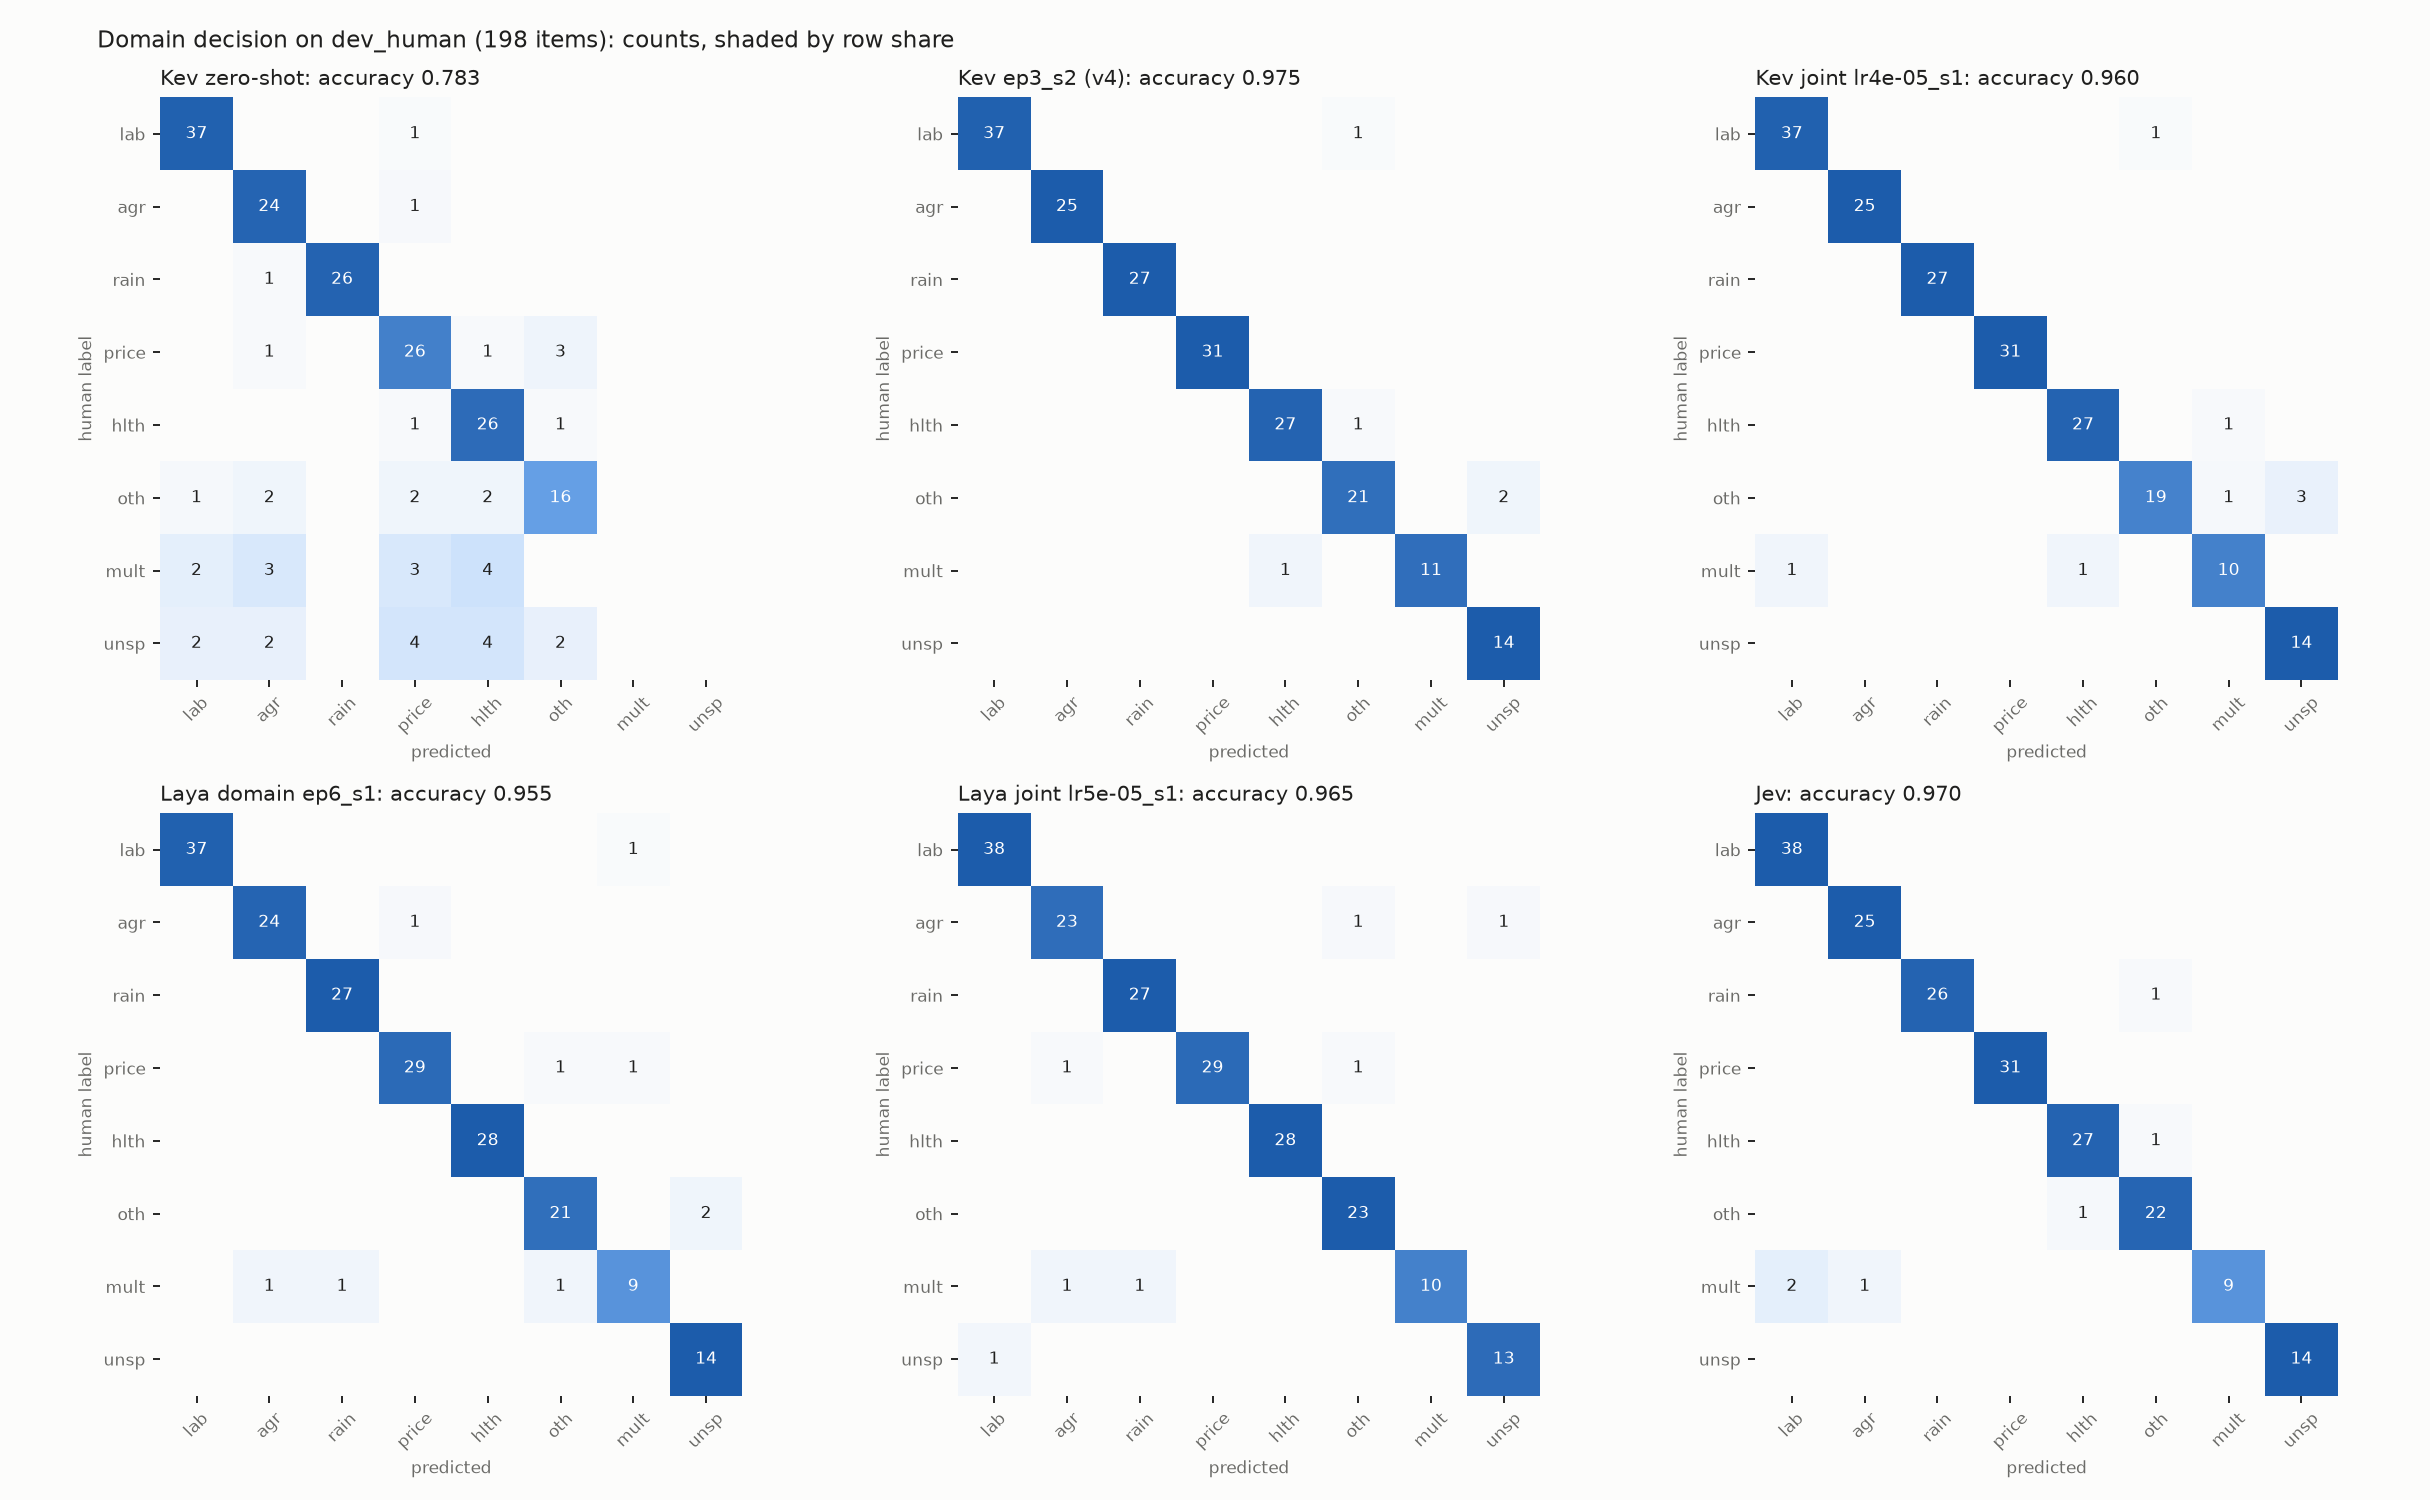 Domain decision on dev_human (198 items): counts, shaded by row share
Kev zero-shot: accuracy 0.783
human label
lab 37 1
agr 24 1
rain 1 26
price 1 26 1 3
hlth 1 26 1
oth 1 2 2 2 16
mult 2 3 3 4
unsp 2 2 4 4 2
lab agr rain price hlth oth mult unsp
predicted
Kev ep3_s2 (v4): accuracy 0.975
human label
lab 37 1
agr 25
rain 27
price 31
hlth 27 1
oth 21 2
mult 1 11
unsp 14
lab agr rain price hlth oth mult unsp
predicted
Kev joint lr4e-05_s1: accuracy 0.960
human label
lab 37 1
agr 25
rain 27
price 31
hlth 27 1
oth 19 1 3
mult 1 1 10
unsp 14
lab agr rain price hlth oth mult unsp
predicted
Laya domain ep6_s1: accuracy 0.955
human label
lab 37 1
agr 24 1
rain 27
price 29 1 1
hlth 28
oth 21 2
mult 1 1 1 9
unsp 14
lab agr rain price hlth oth mult unsp
predicted
Laya joint lr5e-05_s1: accuracy 0.965
human label
lab 38
agr 23 1 1
rain 27
price 1 29 1
hlth 28
oth 23
mult 1 1 10
unsp 1 13
lab agr rain price hlth oth mult unsp
predicted
Jev: accuracy 0.970
human label
lab 38
agr 25
rain 26 1
price 31
hlth 27 1
oth 1 22
mult 2 1 9
unsp 14
lab agr rain price hlth oth mult unsp
predicted